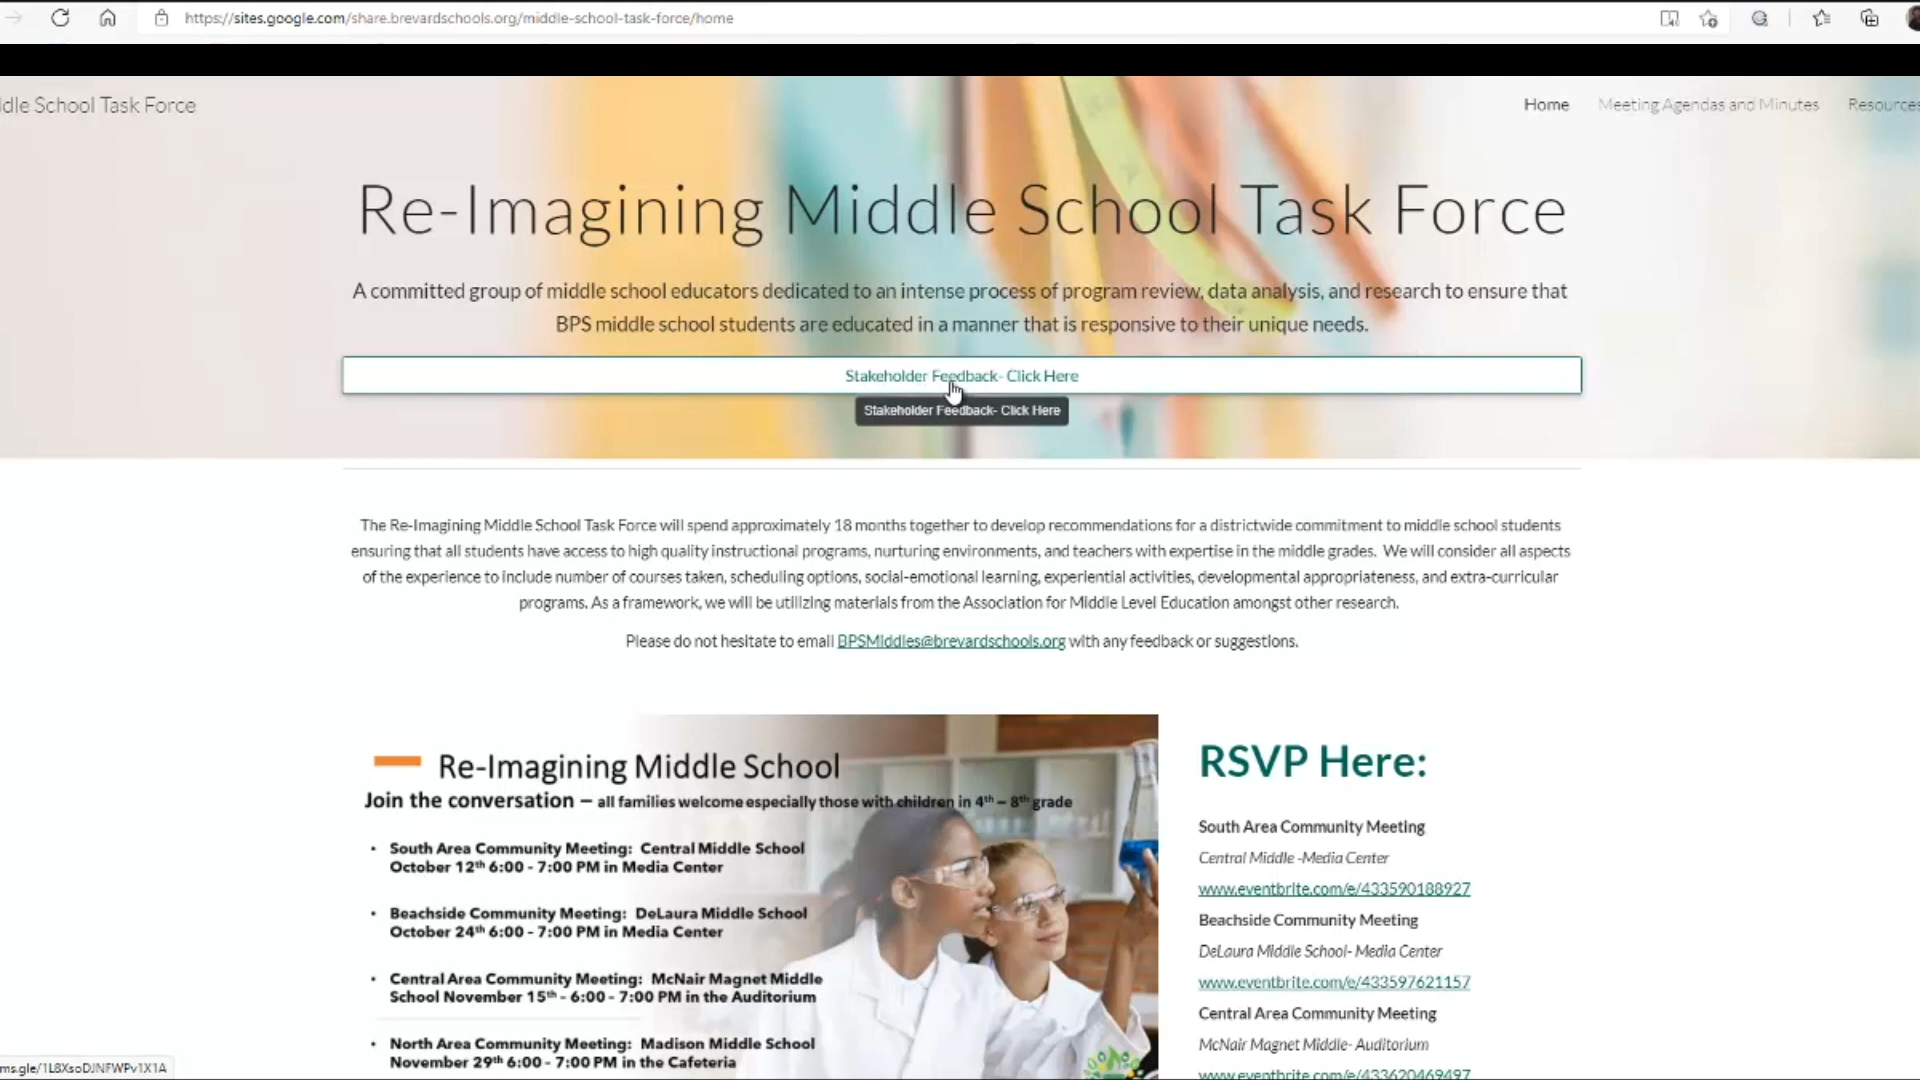 https://sites.google.com/share.brevardschools.org/middle-school-task-force/home
dle School Task Force
Home Meeting Agendas and Minutes Resources
Re-Imagining Middle School Task Force
A committed group of middle school educators dedicated to an intense process of program review, data analysis, and research to ensure that
BPS middle school students are educated in a manner that is responsive to their unique needs.
Stakeholder Feedback- Click Here
Stakeholder Feedback- Click Here
The Re-Imagining Middle School Task Force will spend approximately 18 months together to develop recommendations for a districtwide commitment to middle school students
ensuring that all students have access to high quality instructional programs, nurturing environments, and teachers with expertise in the middle grades. We will consider all aspects
of the experience to include number of courses taken, scheduling options, social-emotional learning, experiential activities, developmental appropriateness, and extra-curricular
programs. As a framework, we will be utilizing materials from the Association for Middle Level Education amongst other research.
Please do not hesitate to email BPSMiddles@brevardschools.org with any feedback or suggestions.
Re-Imagining Middle School
Join the conversation – all families welcome especially those with children in 4th – 8th grade
• South Area Community Meeting: Central Middle School
October 12th 6:00 - 7:00 PM in Media Center
• Beachside Community Meeting: DeLaura Middle School
October 24th 6:00 - 7:00 PM in Media Center
• Central Area Community Meeting: McNair Magnet Middle
School November 15th - 6:00 - 7:00 PM in the Auditorium
• North Area Community Meeting: Madison Middle School
November 29th 6:00 - 7:00 PM in the Cafeteria
RSVP Here:
South Area Community Meeting
Central Middle -Media Center
www.eventbrite.com/e/433590188927
Beachside Community Meeting
DeLaura Middle School- Media Center
www.eventbrite.com/e/433597621157
Central Area Community Meeting
McNair Magnet Middle- Auditorium
www.eventbrite.com/e/433620469497